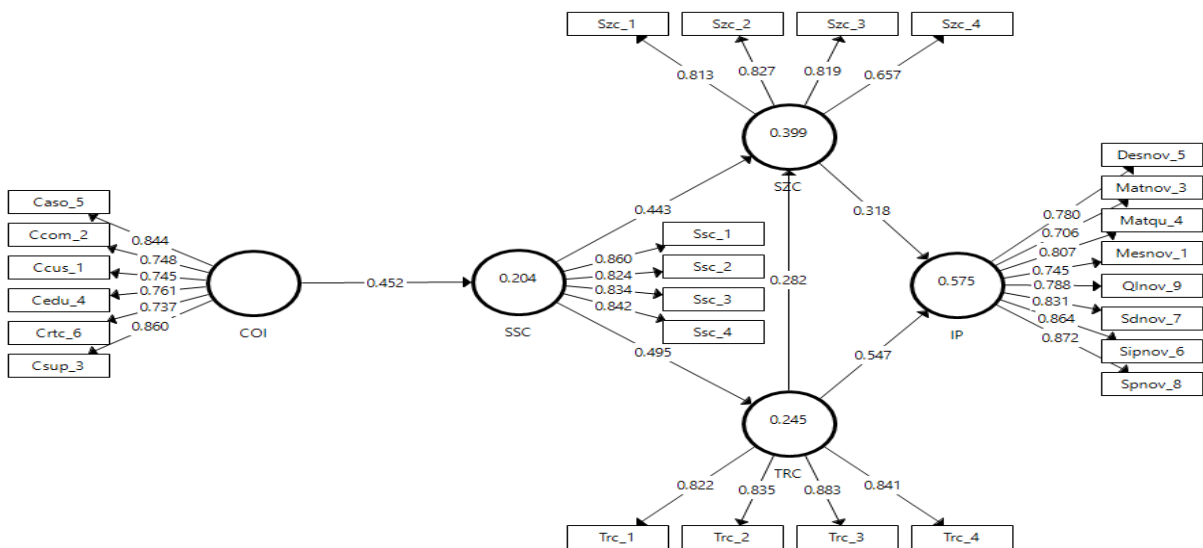 Szc_1
Szc_2
Szc_3
Szc_4
0.813
0.827
0.819
0.657
0.399
SZC
Caso_5
Ccom_2
Ccus_1
Cedu_4
Crtc_6
Csup_3
0.844
0.748
0.745
0.761
0.737
0.860
COI
0.452
0.204
SSC
0.443
0.860
0.824
0.834
0.842
Ssc_1
Ssc_2
Ssc_3
Ssc_4
0.495
0.282
0.318
0.547
0.575
IP
0.780
0.706
0.807
0.745
0.788
0.831
0.864
0.872
Desnov_5
Matnov_3
Matqu_4
Mesnov_1
Qlnov_9
Sdnov_7
Sipnov_6
Spnov_8
0.245
TRC
0.822
0.835
0.883
0.841
Trc_1
Trc_2
Trc_3
Trc_4